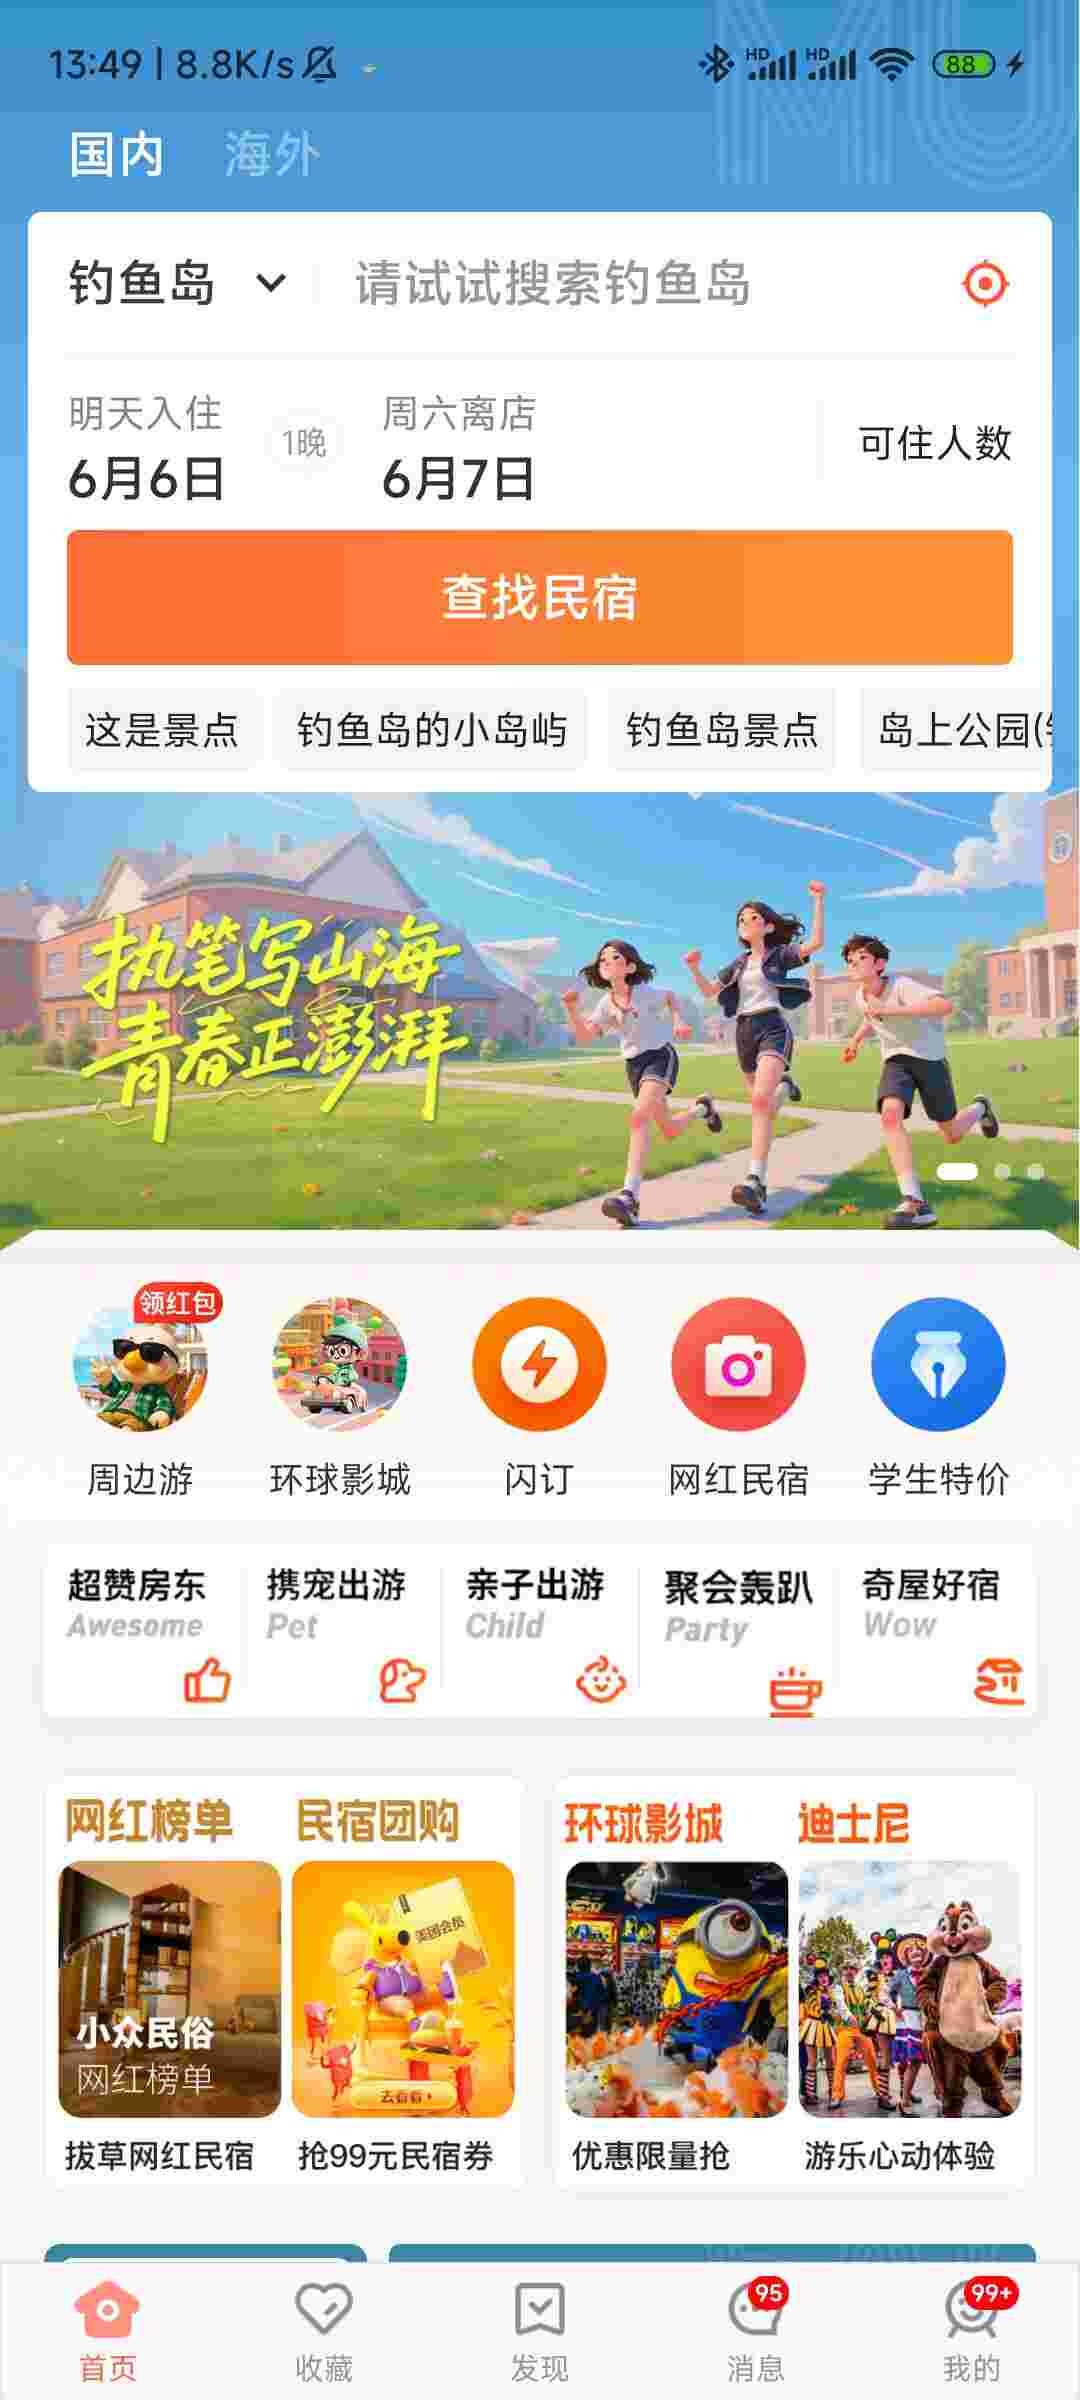 13:49 | 8.8K/s
HD HD 88
国内 海外
钓鱼岛 请试试搜索钓鱼岛
明天入住 1晚 周六离店 可住人数
6月6日 6月7日
查找民宿
这是景点 钓鱼岛的小岛屿 钓鱼岛景点 岛上公园(
执笔写山海
青春正澎湃
领红包
周边游 环球影城 闪订 网红民宿 学生特价
超赞房东 携宠出游 亲子出游 聚会轰趴 奇屋好宿
Awesome Pet Child Party Wow
网红榜单 民宿团购 环球影城 迪士尼
美团会员
小众民俗
网红榜单
去看看
拔草网红民宿 抢99元民宿券 优惠限量抢 游乐心动体验
95 99+
首页 收藏 发现 消息 我的